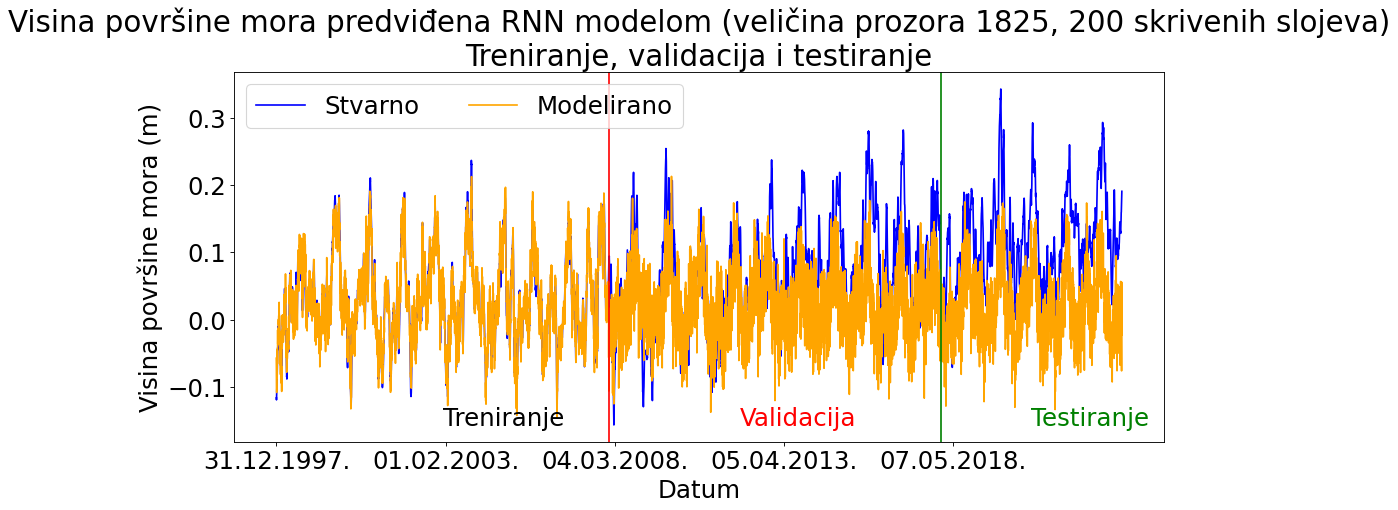 Visina površine mora predviđena RNN modelom (veličina prozora 1825, 200 skrivenih slojeva)
Treniranje, validacija i testiranje
Stvarno
Modelirano
Visina površine mora (m)
0.3
0.2
0.1
0.0
−0.1
Treniranje
Validacija
Testiranje
31.12.1997.
01.02.2003.
04.03.2008.
05.04.2013.
07.05.2018.
Datum